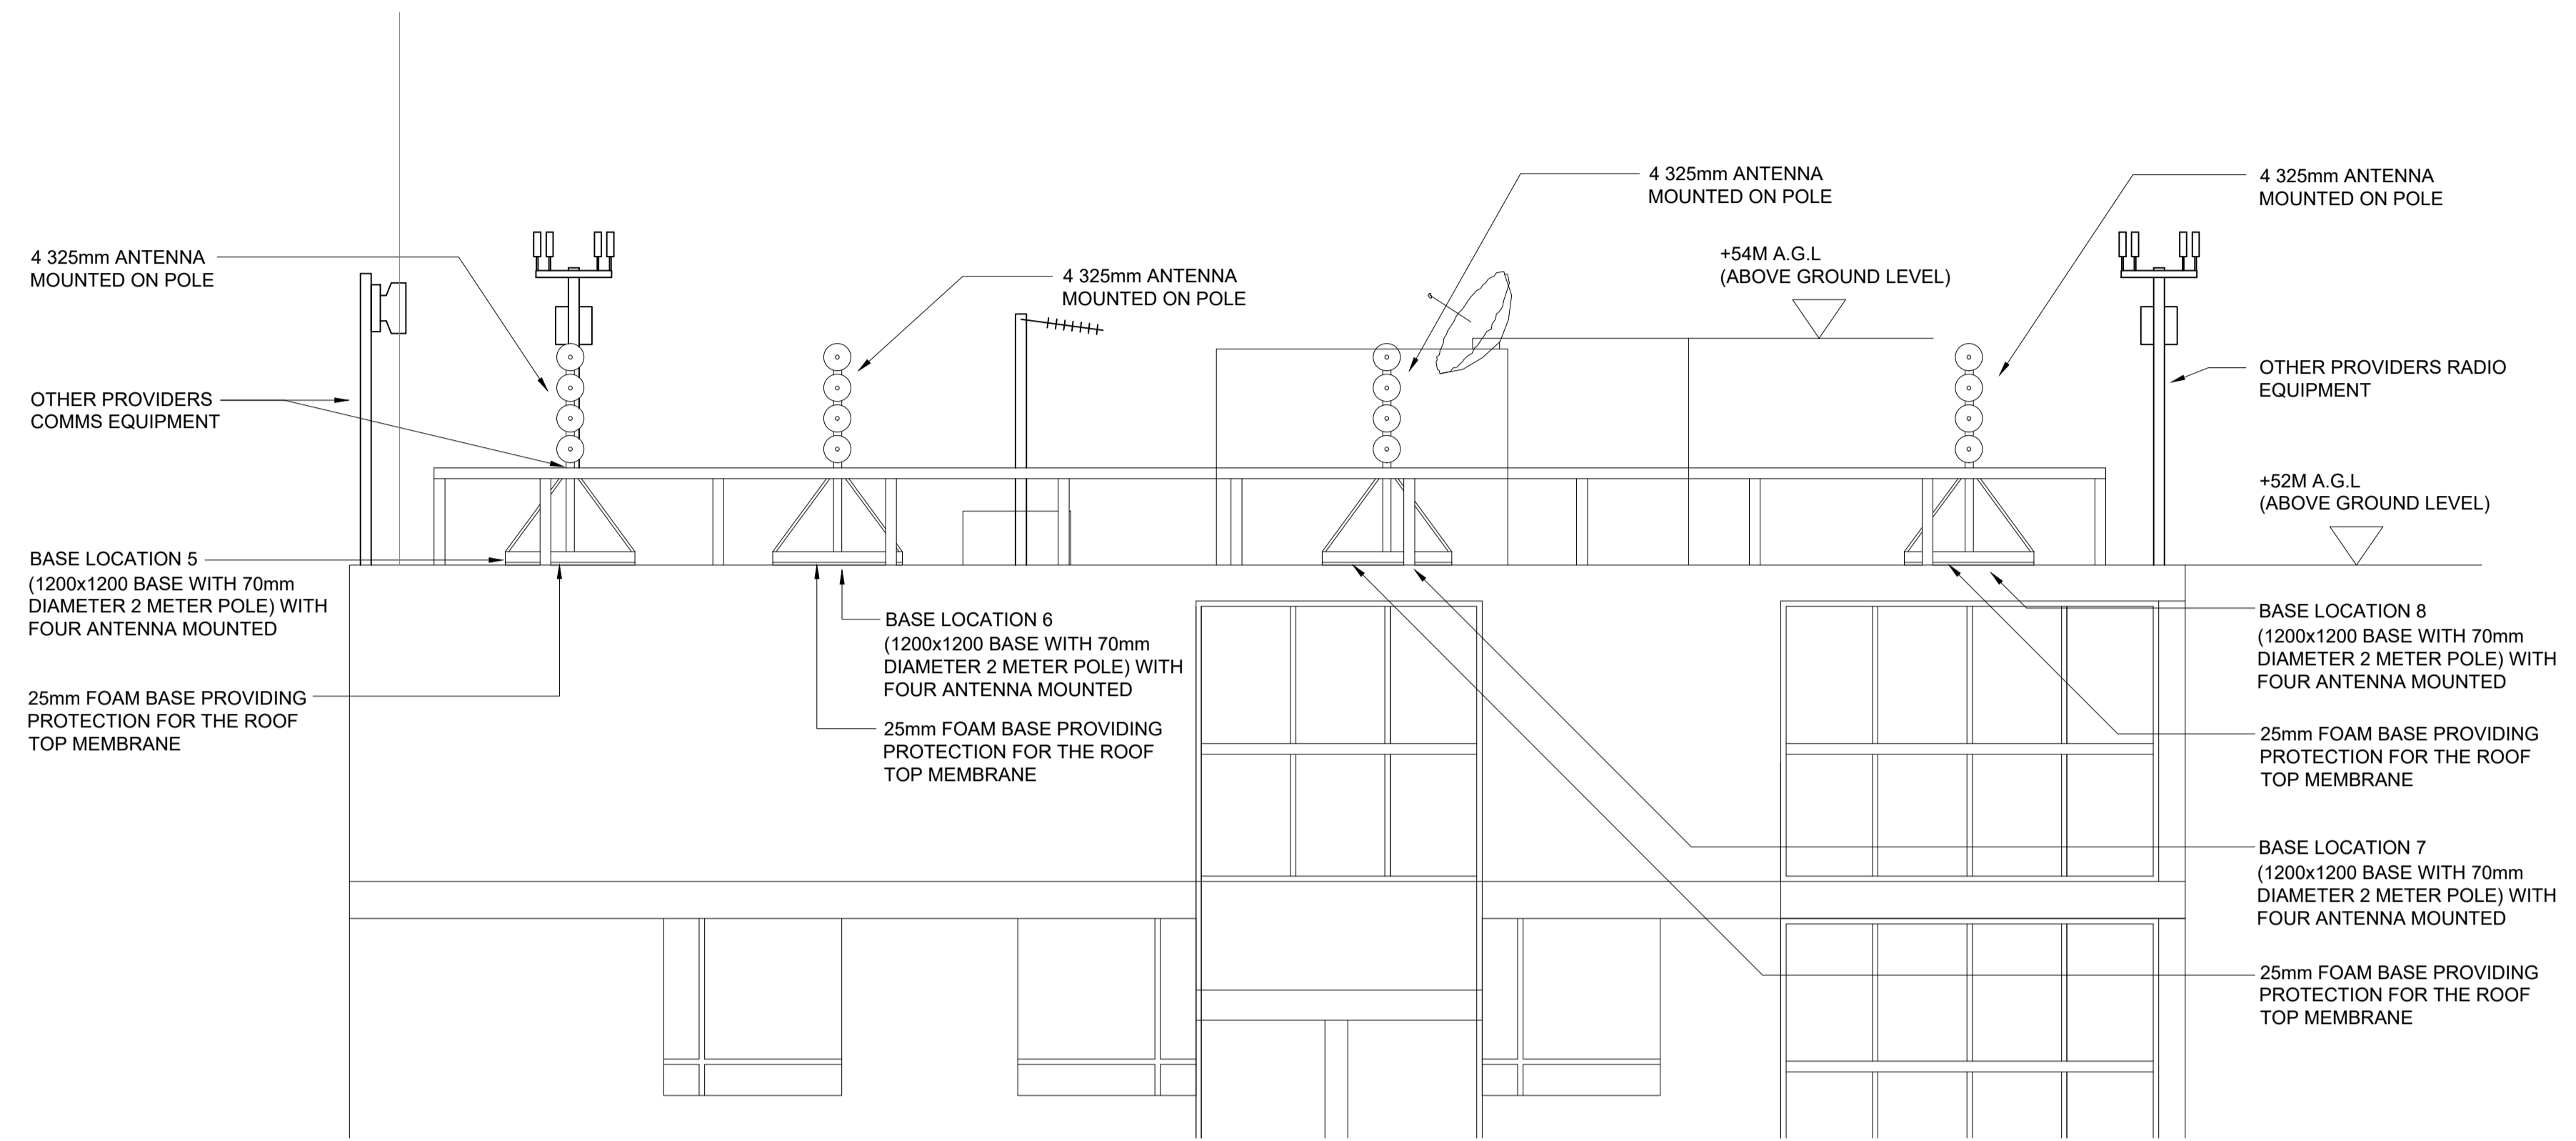 4 325mm ANTENNA
MOUNTED ON POLE
OTHER PROVIDERS
COMMS EQUIPMENT
BASE LOCATION 5
(1200x1200 BASE WITH 70mm
DIAMETER 2 METER POLE) WITH
FOUR ANTENNA MOUNTED
25mm FOAM BASE PROVIDING
PROTECTION FOR THE ROOF
TOP MEMBRANE
4 325mm ANTENNA
MOUNTED ON POLE
BASE LOCATION 6
(1200x1200 BASE WITH 70mm
DIAMETER 2 METER POLE) WITH
FOUR ANTENNA MOUNTED
25mm FOAM BASE PROVIDING
PROTECTION FOR THE ROOF
TOP MEMBRANE
4 325mm ANTENNA
MOUNTED ON POLE
+54M A.G.L
(ABOVE GROUND LEVEL)
4 325mm ANTENNA
MOUNTED ON POLE
OTHER PROVIDERS RADIO
EQUIPMENT
+52M A.G.L
(ABOVE GROUND LEVEL)
BASE LOCATION 8
(1200x1200 BASE WITH 70mm
DIAMETER 2 METER POLE) WITH
FOUR ANTENNA MOUNTED
25mm FOAM BASE PROVIDING
PROTECTION FOR THE ROOF
TOP MEMBRANE
BASE LOCATION 7
(1200x1200 BASE WITH 70mm
DIAMETER 2 METER POLE) WITH
FOUR ANTENNA MOUNTED
25mm FOAM BASE PROVIDING
PROTECTION FOR THE ROOF
TOP MEMBRANE